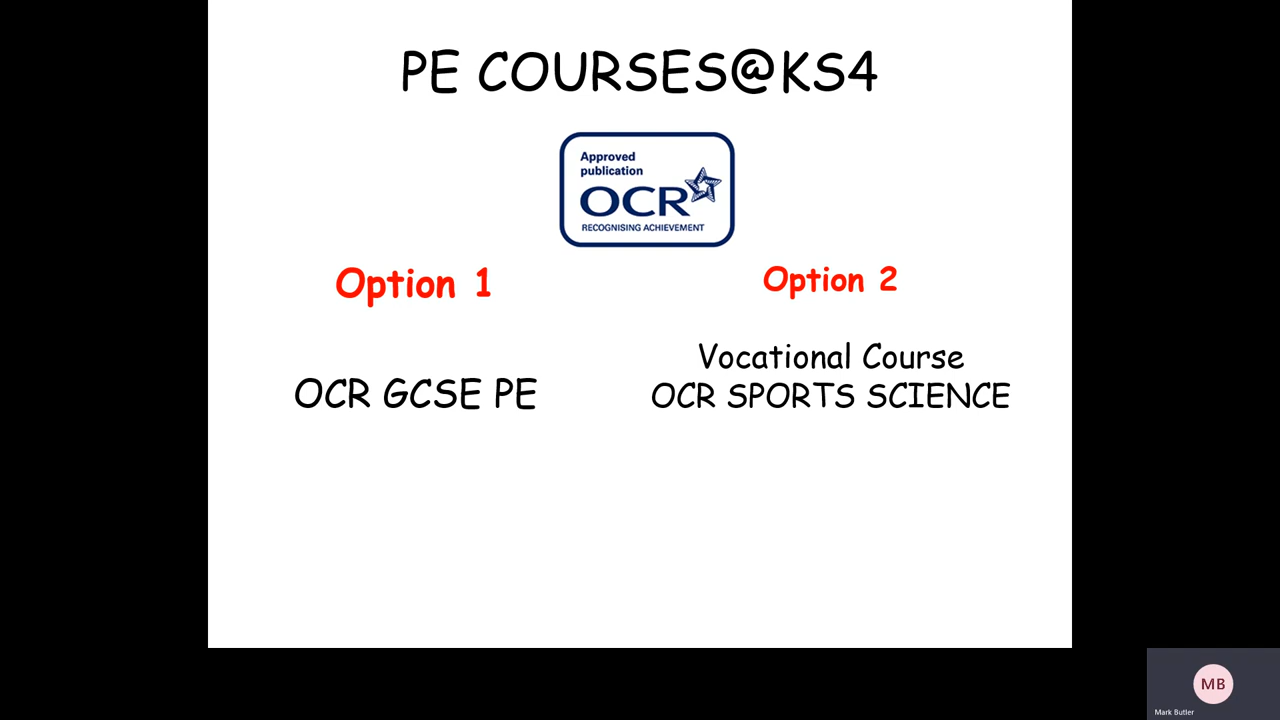 PE COURSES@KS4
Approved
publication
OCR
RECOGNISING ACHIEVEMENT
Option 1
OCR GCSE PE
Option 2
Vocational Course
OCR SPORTS SCIENCE
MB
Mark Butler